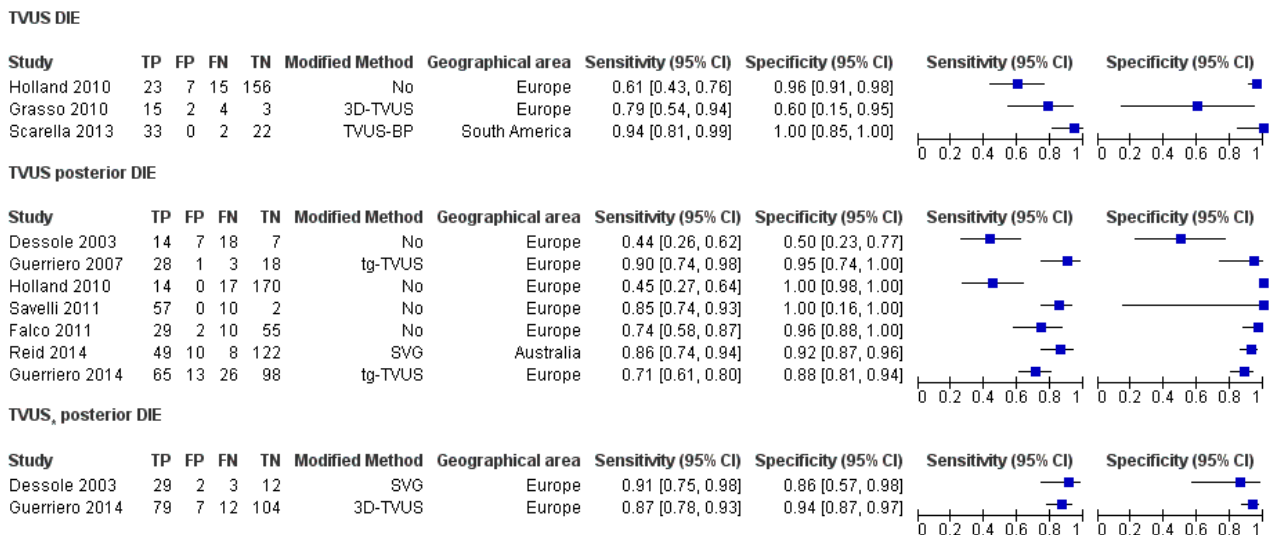 TVUS DIE
Study TP FP FN TN Modified Method Geographical area Sensitivity (95% CI) Specificity (95% CI) Sensitivity (95% CI) Specificity (95% CI)
Holland 2010 23 7 15 156 No Europe 0.61 [0.43, 0.76] 0.96 [0.91, 0.98]
Grasso 2010 15 2 4 3 3D-TVUS Europe 0.79 [0.54, 0.94] 0.60 [0.15, 0.95]
Scarella 2013 33 0 2 22 TVUS-BP South America 0.94 [0.81, 0.99] 1.00 [0.85, 1.00]
0 0.2 0.4 0.6 0.8 1 0 0.2 0.4 0.6 0.8 1
TVUS posterior DIE
Study TP FP FN TN Modified Method Geographical area Sensitivity (95% CI) Specificity (95% CI) Sensitivity (95% CI) Specificity (95% CI)
Dessole 2003 14 7 18 7 No Europe 0.44 [0.26, 0.62] 0.50 [0.23, 0.77]
Guerriero 2007 28 1 3 18 tg-TVUS Europe 0.90 [0.74, 0.98] 0.95 [0.74, 1.00]
Holland 2010 14 0 17 170 No Europe 0.45 [0.27, 0.64] 1.00 [0.98, 1.00]
Savelli 2011 57 0 10 2 No Europe 0.85 [0.74, 0.93] 1.00 [0.16, 1.00]
Falco 2011 29 2 10 55 No Europe 0.74 [0.58, 0.87] 0.96 [0.88, 1.00]
Reid 2014 49 10 8 122 SVG Australia 0.86 [0.74, 0.94] 0.92 [0.87, 0.96]
Guerriero 2014 65 13 26 98 tg-TVUS Europe 0.71 [0.61, 0.80] 0.88 [0.81, 0.94]
0 0.2 0.4 0.6 0.8 1 0 0.2 0.4 0.6 0.8 1
TVUS, posterior DIE
Study TP FP FN TN Modified Method Geographical area Sensitivity (95% CI) Specificity (95% CI) Sensitivity (95% CI) Specificity (95% CI)
Dessole 2003 29 2 3 12 SVG Europe 0.91 [0.75, 0.98] 0.86 [0.57, 0.98]
Guerriero 2014 79 7 12 104 3D-TVUS Europe 0.87 [0.78, 0.93] 0.94 [0.87, 0.97]
0 0.2 0.4 0.6 0.8 1 0 0.2 0.4 0.6 0.8 1